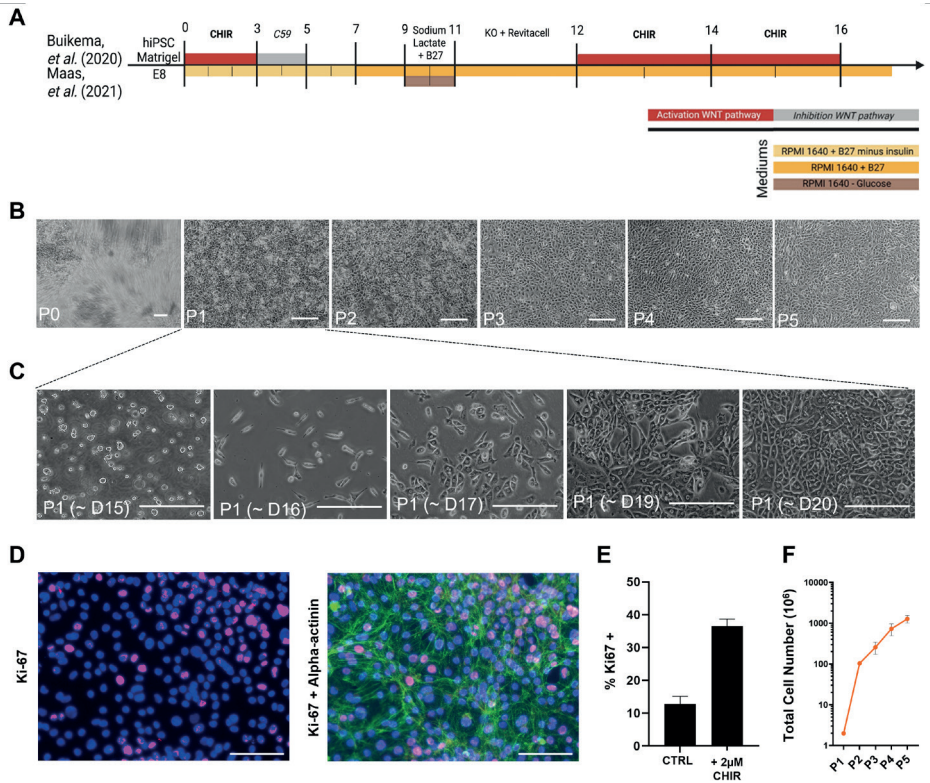 A
0 3 5 7 9 11 12 14 16
CHIR C59 Sodium Lactate + B27 KO + Revitacell CHIR CHIR
Buikema, et al. (2020)
Maas, et al. (2021)
hiPSC
Matrigel
E8
Activation WNT pathway Inhibition WNT pathway
Mediums
RPMI 1640 + B27 minus insulin
RPMI 1640 + B27
RPMI 1640 - Glucose
B
P0 P1 P2 P3 P4 P5
C
P1 (~ D15) P1 (~ D16) P1 (~ D17) P1 (~ D19) P1 (~ D20)
D
Ki-67
Ki-67 + Alpha-actinin
E
% Ki67 +
50
40
30
20
10
0
CTRL + 2µM CHIR
F
Total Cell Number (10⁶)
10000
1000
100
10
1
P1 P2 P3 P4 P5